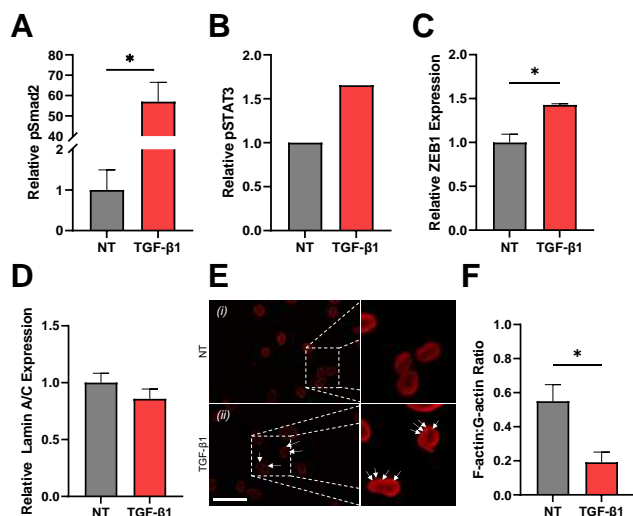 A
Relative pSmad2
80
70
60
50
40
2
1
0
*
NT
TGF-β1
B
Relative pSTAT3
2.0
1.5
1.0
0.5
0.0
NT
TGF-β1
C
Relative ZEB1 Expression
2.0
1.5
1.0
0.5
0.0
*
NT
TGF-β1
D
Relative Lamin A/C Expression
1.5
1.0
0.5
0.0
NT
TGF-β1
E
(i)
NT
(ii)
TGF-β1
F
F-actin:G-actin Ratio
1.0
0.8
0.6
0.4
0.2
0.0
*
NT
TGF-β1